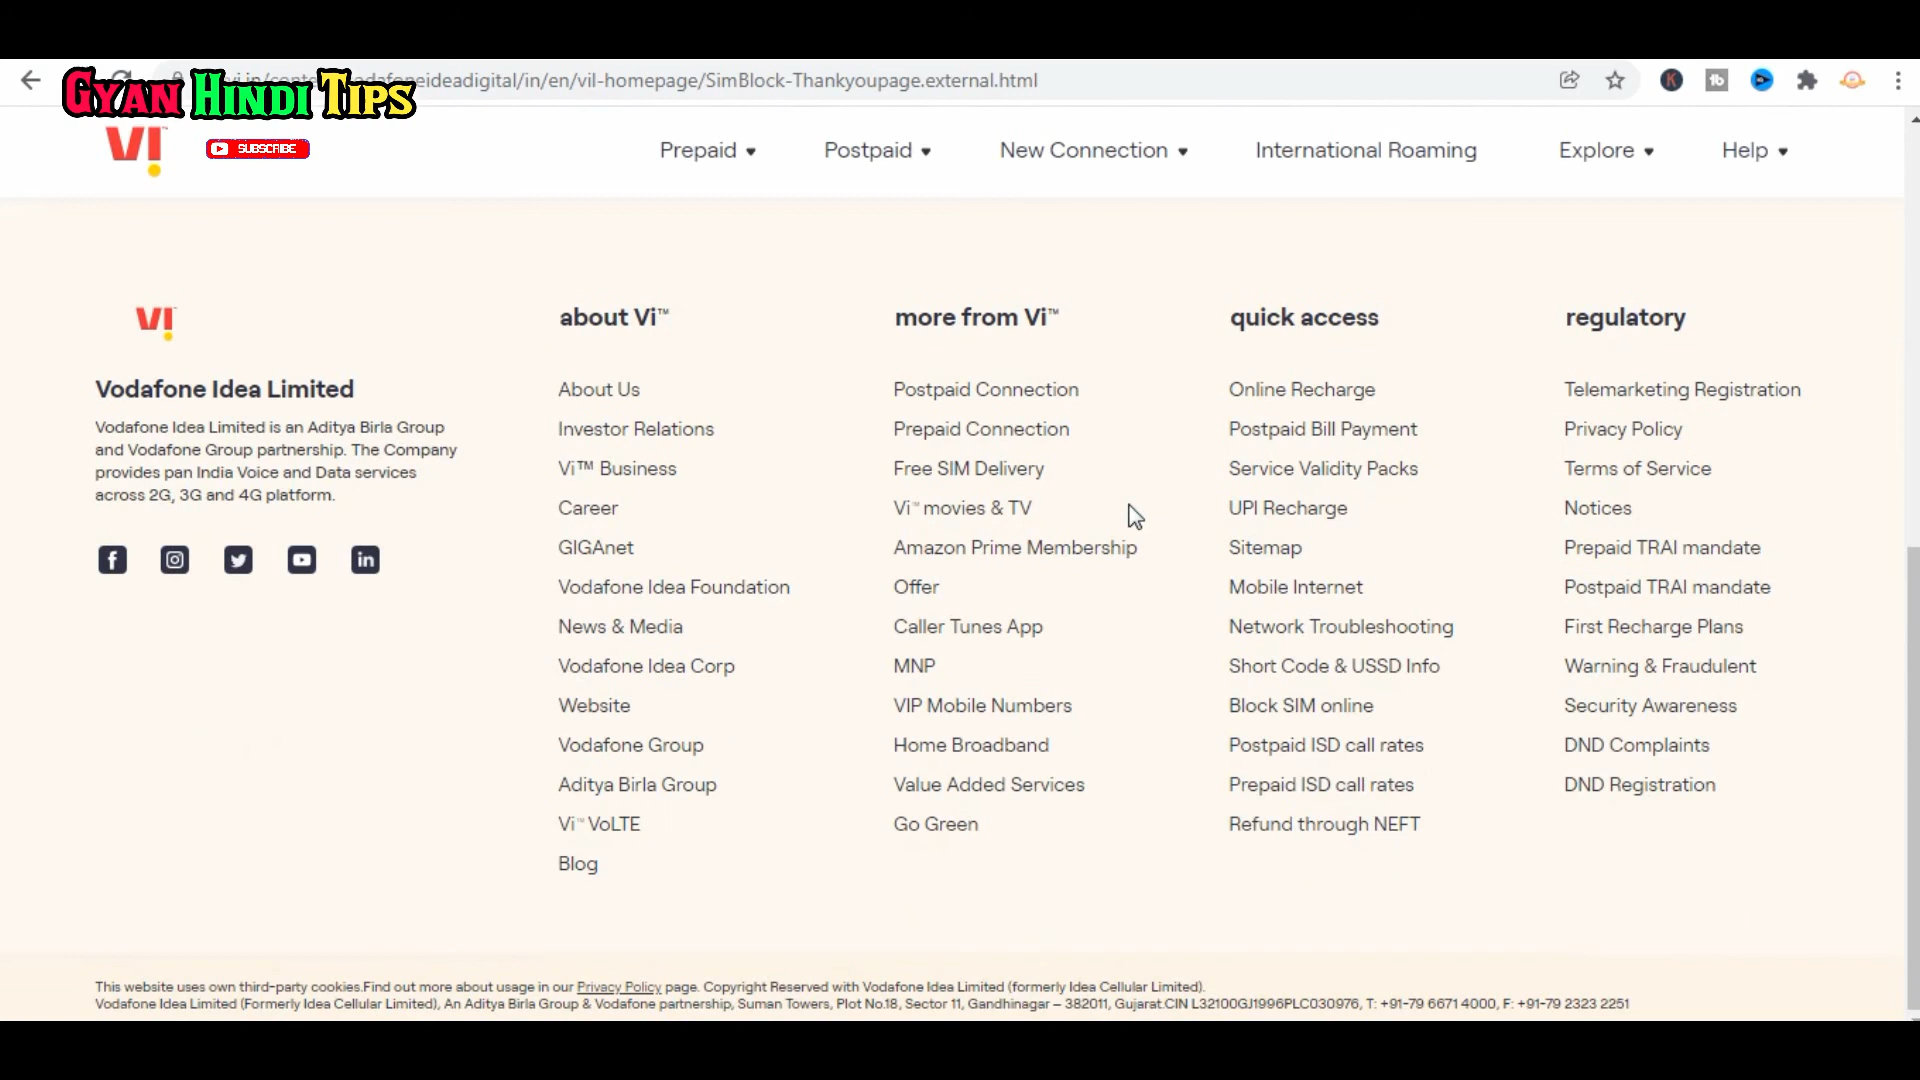 GYAN HINDI TIPS
eideadigital/in/en/vil-homepage/SimBlock-Thankyoupage.external.html
VI™
SUBSCRIBE
Prepaid
Postpaid
New Connection
International Roaming
Explore
Help
VI
Vodafone Idea Limited
Vodafone Idea Limited is an Aditya Birla Group
and Vodafone Group partnership. The Company
provides pan India Voice and Data services
across 2G, 3G and 4G platform.
about Vi™
About Us
Investor Relations
Vi™ Business
Career
GIGAnet
Vodafone Idea Foundation
News & Media
Vodafone Idea Corp
Website
Vodafone Group
Aditya Birla Group
Vi™ VoLTE
Blog
more from Vi™
Postpaid Connection
Prepaid Connection
Free SIM Delivery
Vi™ movies & TV
Amazon Prime Membership
Offer
Caller Tunes App
MNP
VIP Mobile Numbers
Home Broadband
Value Added Services
Go Green
quick access
Online Recharge
Postpaid Bill Payment
Service Validity Packs
UPI Recharge
Sitemap
Mobile Internet
Network Troubleshooting
Short Code & USSD Info
Block SIM online
Postpaid ISD call rates
Prepaid ISD call rates
Refund through NEFT
regulatory
Telemarketing Registration
Privacy Policy
Terms of Service
Notices
Prepaid TRAI mandate
Postpaid TRAI mandate
First Recharge Plans
Warning & Fraudulent
Security Awareness
DND Complaints
DND Registration
This website uses own third-party cookies.Find out more about usage in our Privacy Policy page. Copyright Reserved with Vodafone Idea Limited (formerly Idea Cellular Limited).
Vodafone Idea Limited (Formerly Idea Cellular Limited), An Aditya Birla Group & Vodafone partnership, Suman Towers, Plot No.18, Sector 11, Gandhinagar – 382011, Gujarat.CIN L32100GJ1996PLC030976, T: +91-79 6671 4000, F: +91-79 2323 2251